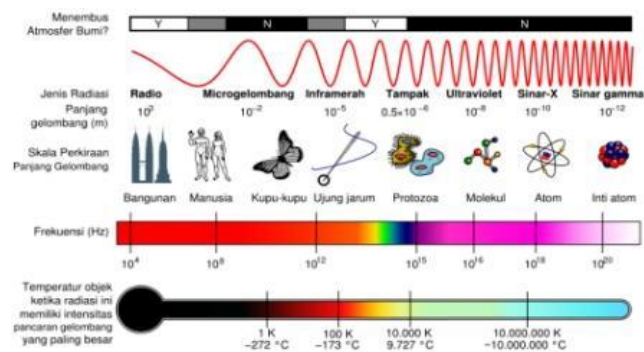 Menembus
Atmosfer Bumi?
Y N Y N
Jenis Radiasi
Radio Microgelombang Inframerah Tampak Ultraviolet Sinar-X Sinar gamma
Panjang
gelombang (m)
10³ 10⁻² 10⁻⁵ 0.5×10⁻⁶ 10⁻⁸ 10⁻¹⁰ 10⁻¹²
Skala Perkiraan
Panjang Gelombang
Bangunan Manusia Kupu-kupu Ujung jarum Protozoa Molekul Atom Inti atom
Frekuensi (Hz)
10⁴ 10⁸ 10¹² 10¹⁵ 10¹⁶ 10¹⁸ 10²⁰
Temperatur objek
ketika radiasi ini
memiliki intensitas
pancaran gelombang
yang paling besar
1 K 100 K 10.000 K 10.000.000 K
−272 °C −173 °C 9.727 °C ~10.000.000 °C